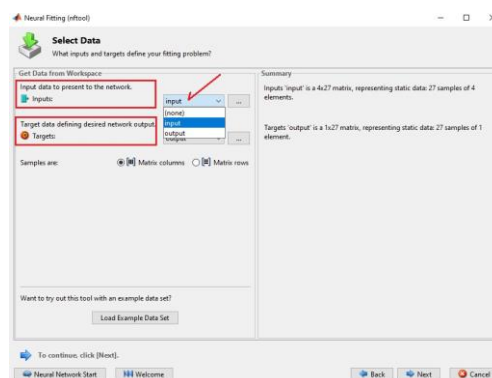 Neural Fitting (nftool)
Select Data
What inputs and targets define your fitting problem?
Get Data from Workspace
Input data to present to the network.
Inputs:
input
...
(none)
input
output
Target data defining desired network output.
Targets:
output
...
Samples are:
Matrix columns
Matrix rows
Want to try out this tool with an example data set?
Load Example Data Set
Summary
Inputs 'input' is a 4x27 matrix, representing static data: 27 samples of 4
elements.
Targets 'output' is a 1x27 matrix, representing static data: 27 samples of 1
element.
To continue, click [Next].
Neural Network Start
Welcome
Back
Next
Cancel